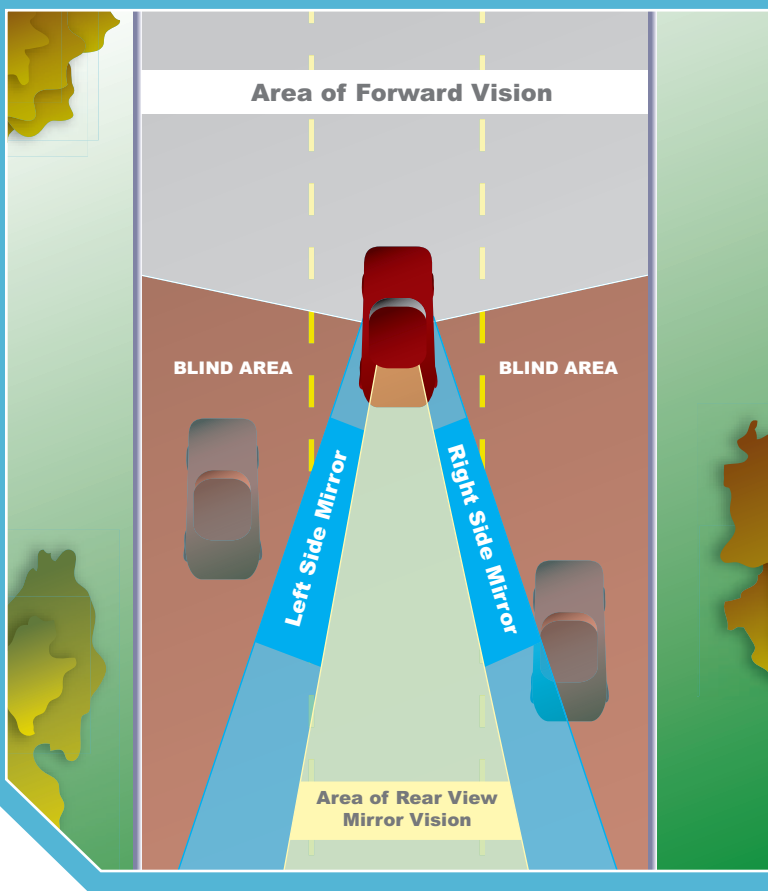 Area of Forward Vision
BLIND AREA
BLIND AREA
Left Side Mirror
Right Side Mirror
Area of Rear View
Mirror Vision